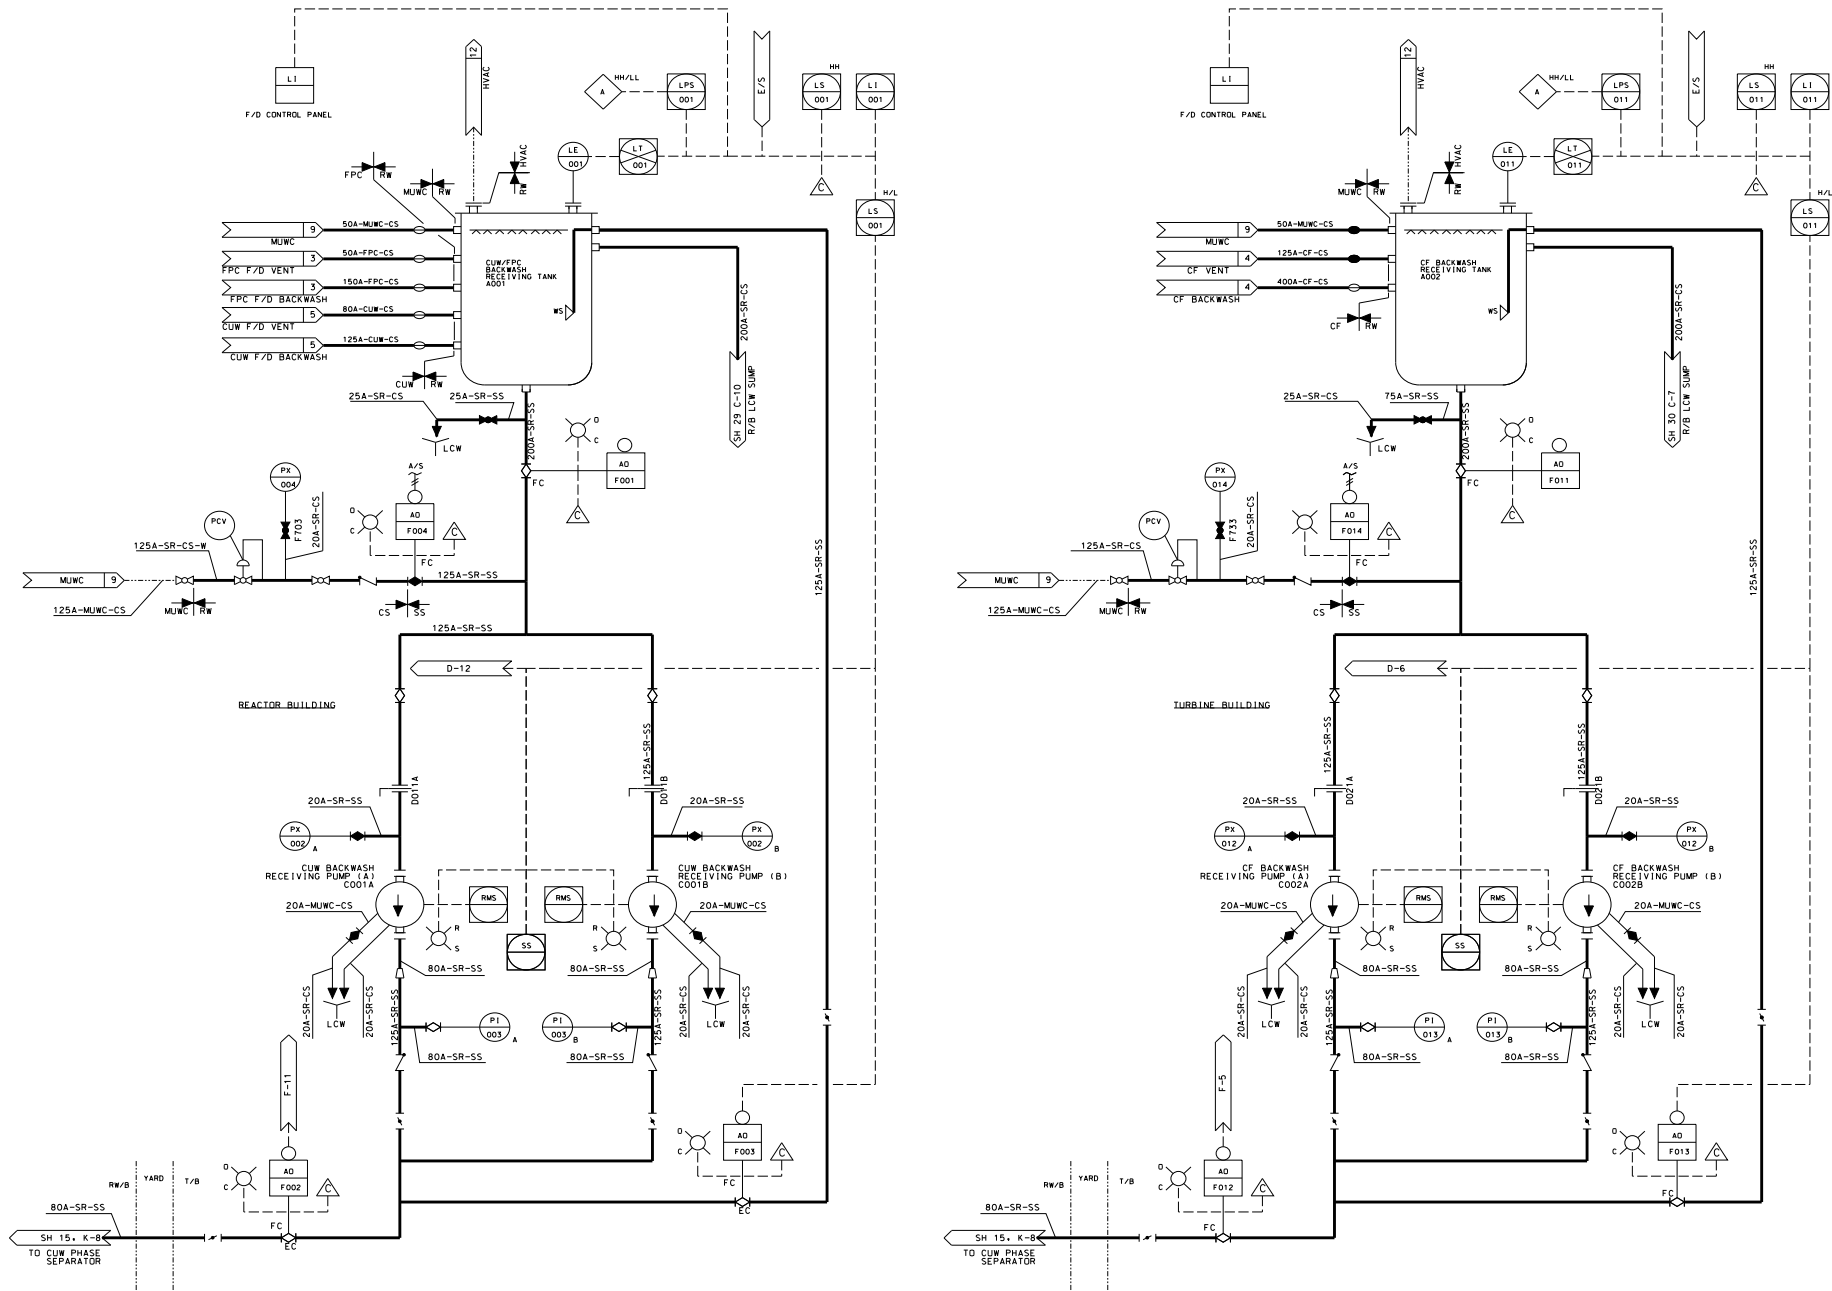 LI
F/D CONTROL PANEL
12
HVAC
HH/LL
A
LPS
001
E/S
HH
LS
001
LI
001
LE
001
LT
001
C
H/L
LS
001
FPC
RW
MUWC
RW
HVAC
RW
9
MUWC
50A-MUWC-CS
3
FPC F/D VENT
50A-FPC-CS
3
FPC F/D BACKWASH
150A-FPC-CS
5
CUW F/D VENT
80A-CUW-CS
5
CUW F/D BACKWASH
125A-CUW-CS
CUW/FPC
BACKWASH
RECEIVING TANK
A001
WS
200A-SR-CS
SH 29 C-10
R/B LCW SUMP
CUW
RW
25A-SR-CS
25A-SR-SS
LCW
200A-SR-SS
O
C
AO
F001
FC
C
PX
004
F703
20A-SR-CS
A/S
AO
F004
O
C
C
FC
PCV
125A-SR-CS-W
MUWC
9
125A-MUWC-CS
MUWC
RW
125A-SR-SS
CS
SS
125A-SR-SS
125A-SR-SS
D-12
REACTOR BUILDING
125A-SR-SS
D011A
D011B
20A-SR-SS
20A-SR-SS
PX
002
A
PX
002
B
CUW BACKWASH
RECEIVING PUMP (A)
C001A
CUW BACKWASH
RECEIVING PUMP (B)
C001B
20A-MUWC-CS
RMS
RMS
20A-MUWC-CS
R
S
R
S
SS
80A-SR-SS
80A-SR-SS
20A-SR-CS
20A-SR-CS
LCW
125A-SR-SS
125A-SR-SS
20A-SR-CS
20A-SR-CS
LCW
PI
003
A
PI
003
B
80A-SR-SS
80A-SR-SS
F-11
AO
F002
O
C
C
FC
EC
AO
F003
O
C
C
FC
EC
RW/B
YARD
T/B
80A-SR-SS
SH 15. K-8
TO CUW PHASE
SEPARATOR
LI
F/D CONTROL PANEL
12
HVAC
HH/LL
A
LPS
011
E/S
HH
LS
011
LI
011
LE
011
LT
011
C
H/L
LS
011
MUWC
RW
HVAC
RW
9
MUWC
50A-MUWC-CS
4
CF VENT
125A-CF-CS
4
CF BACKWASH
400A-CF-CS
CF BACKWASH
RECEIVING TANK
A002
WS
200A-SR-CS
SH 30 C-7
R/B LCW SUMP
CF
RW
25A-SR-CS
75A-SR-SS
LCW
200A-SR-SS
O
C
AO
F011
FC
C
PX
014
F733
20A-SR-CS
A/S
AO
F014
C
FC
PCV
125A-SR-CS
MUWC
9
125A-MUWC-CS
MUWC
RW
CS
SS
125A-SR-SS
D-6
TURBINE BUILDING
125A-SR-SS
125A-SR-SS
D021A
D021B
20A-SR-SS
20A-SR-SS
PX
012
A
PX
012
B
CF BACKWASH
RECEIVING PUMP (A)
C002A
CF BACKWASH
RECEIVING PUMP (B)
C002B
20A-MUWC-CS
RMS
RMS
20A-MUWC-CS
R
S
R
S
SS
80A-SR-SS
80A-SR-SS
20A-SR-CS
20A-SR-CS
LCW
125A-SR-SS
125A-SR-SS
20A-SR-CS
20A-SR-CS
LCW
PI
013
A
PI
013
B
80A-SR-SS
80A-SR-SS
F-5
AO
F012
O
C
C
FC
AO
F013
O
C
C
FC
RW/B
YARD
T/B
80A-SR-SS
SH 15. K-8
TO CUW PHASE
SEPARATOR